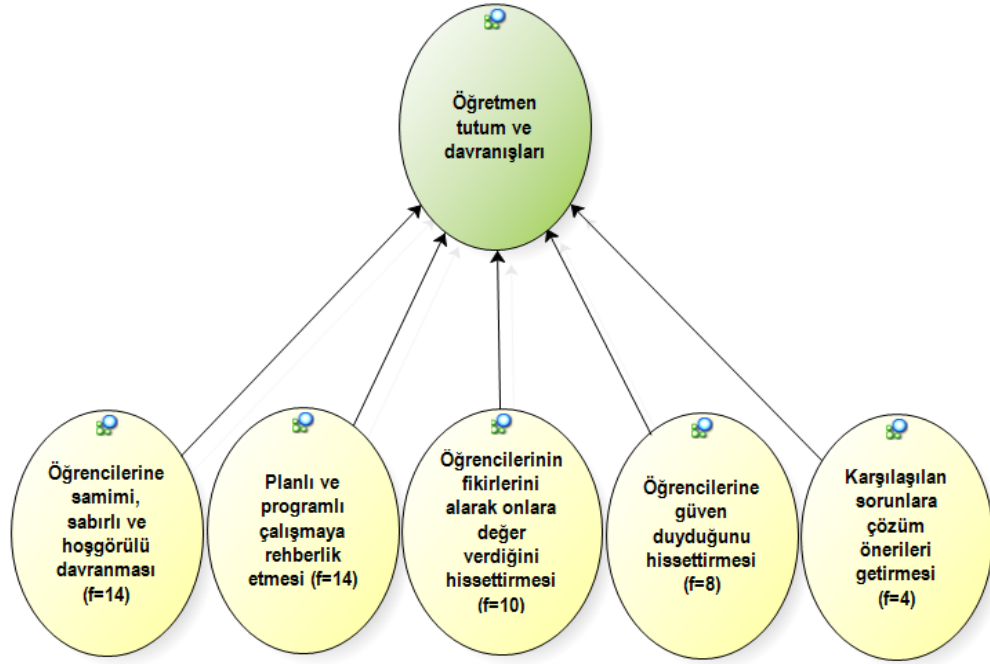 Öğretmen
tutum ve
davranışları
Öğrencilerine
samimi,
sabırlı ve
hoşgörülü
davranması
(f=14)
Planlı ve
programlı
çalışmaya
rehberlik
etmesi (f=14)
Öğrencilerinin
fikirlerini
alarak onlara
değer
verdiğini
hissettirmesi
(f=10)
Öğrencilerine
güven
duyduğunu
hissettirmesi
(f=8)
Karşılaşılan
sorunlara
çözüm
önerileri
getirmesi
(f=4)